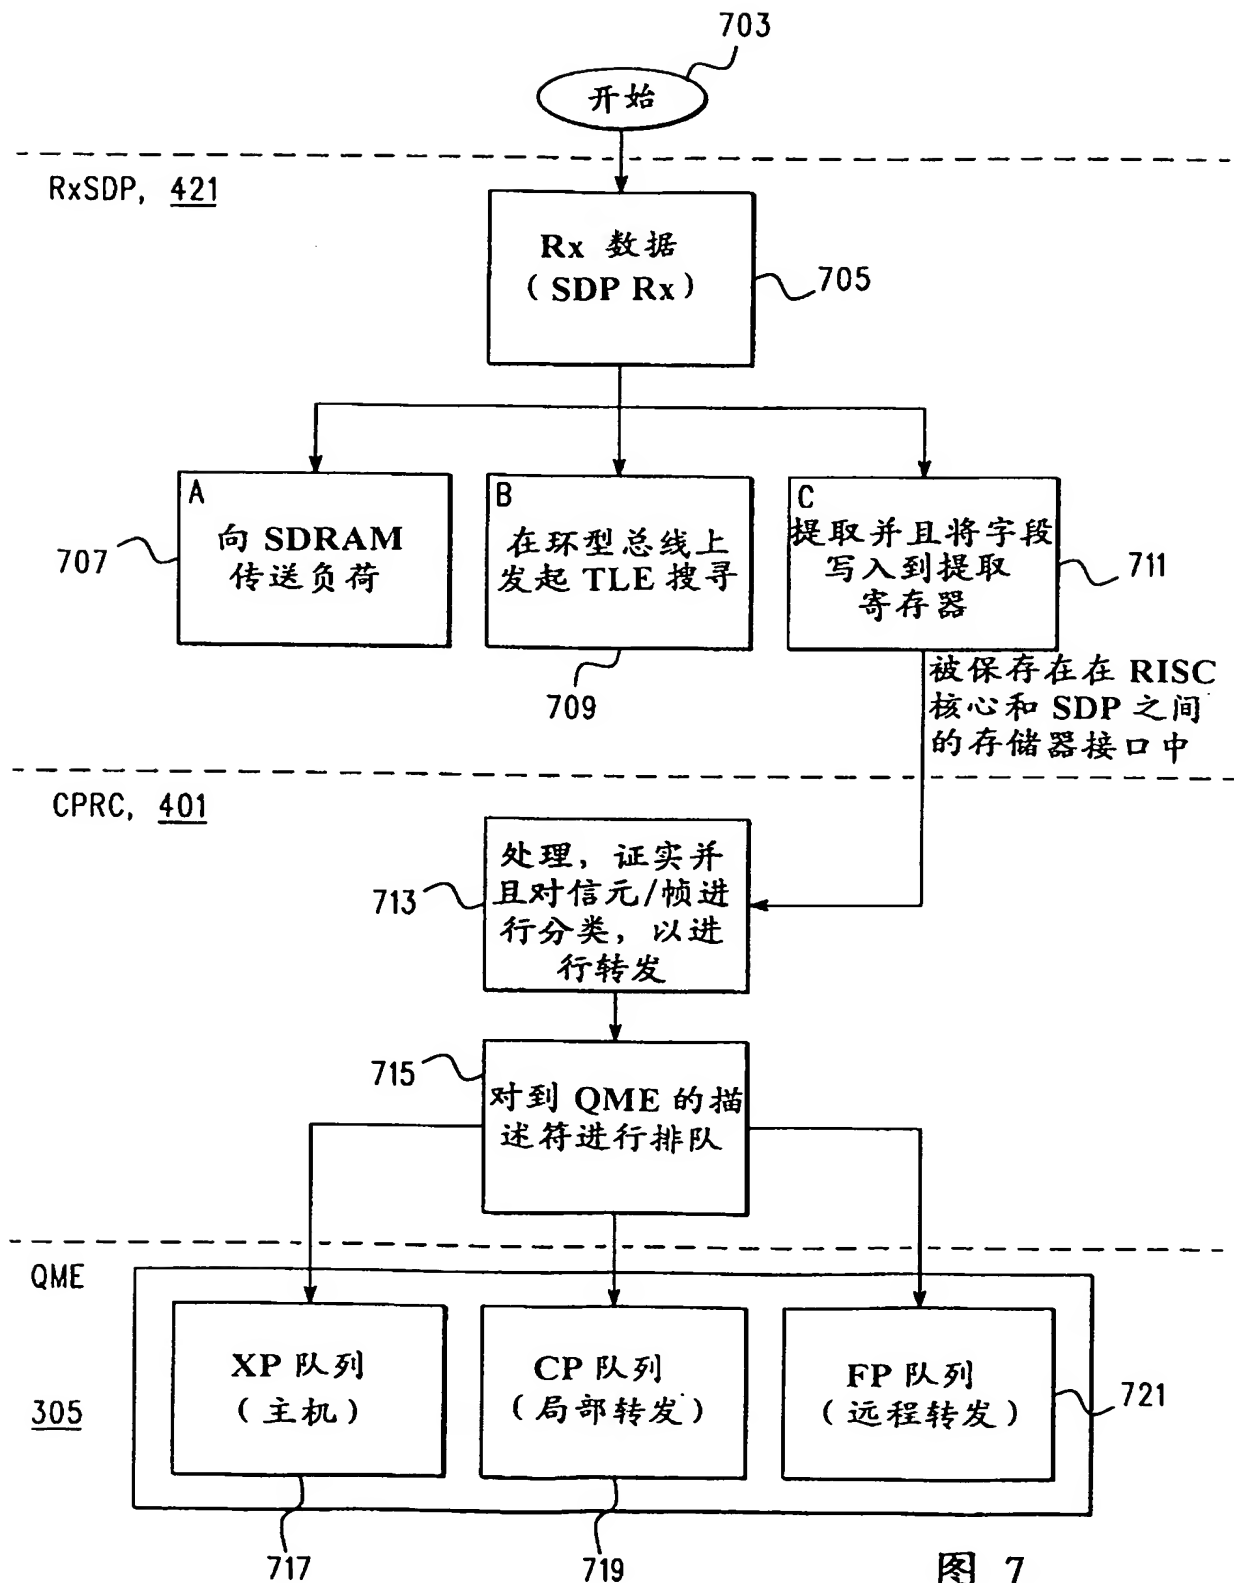 703
开始
RxSDP, 421
Rx 数据
(SDP Rx)
705
A
向 SDRAM
传送负荷
707
B
在环型总线上
发起 TLE 搜寻
709
C
提取并且将字段
写入到提取
寄存器
711
被保存在在 RISC
核心和 SDP 之间
的存储器接口中
CPRC, 401
处理，证实并
且对信元/帧进
行分类，以进
行转发
713
715
对到 QME 的描
述符进行排队
QME
305
XP 队列
(主机)
CP 队列
(局部转发)
FP 队列
(远程转发)
721
717
719
图 7